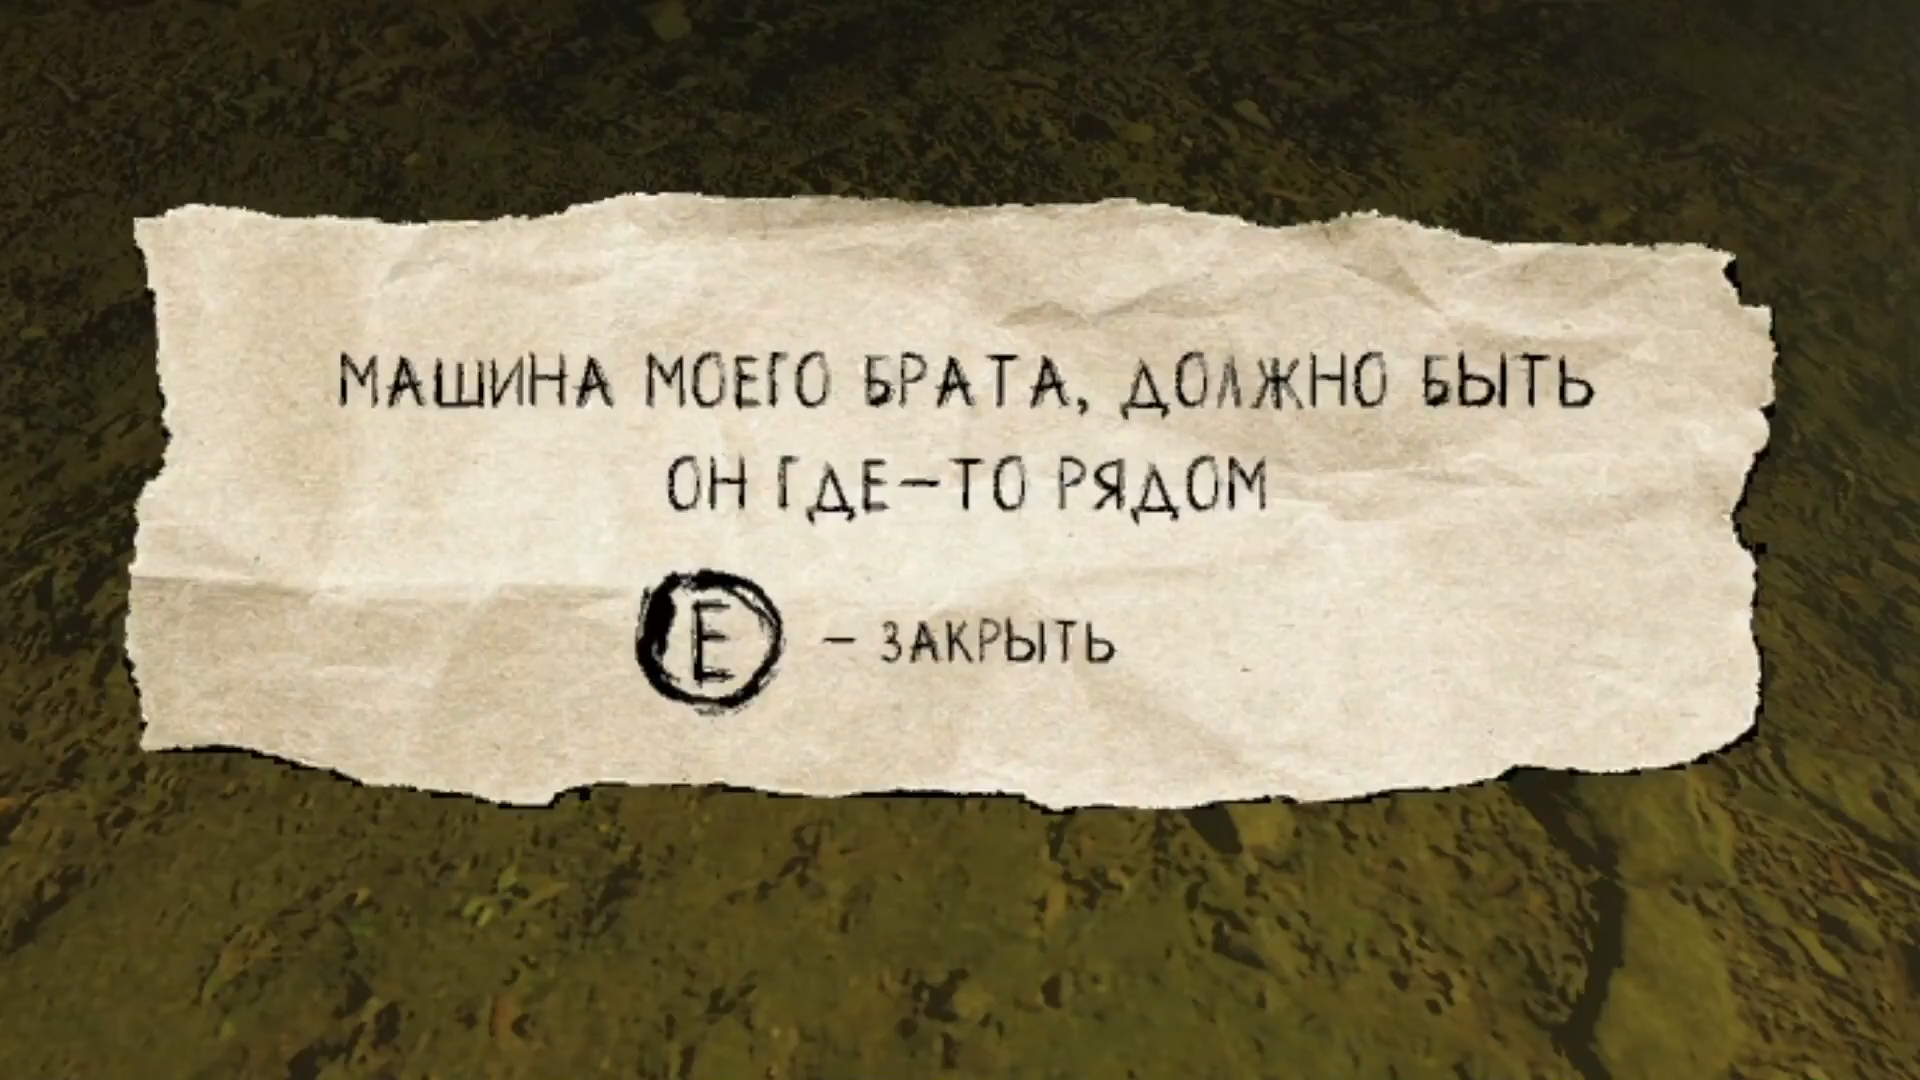 МАШИНА МОЕГО БРАТА, ДОЛЖНО БЫТЬ
ОН ГДЕ-ТО РЯДОМ
E - ЗАКРЫТЬ